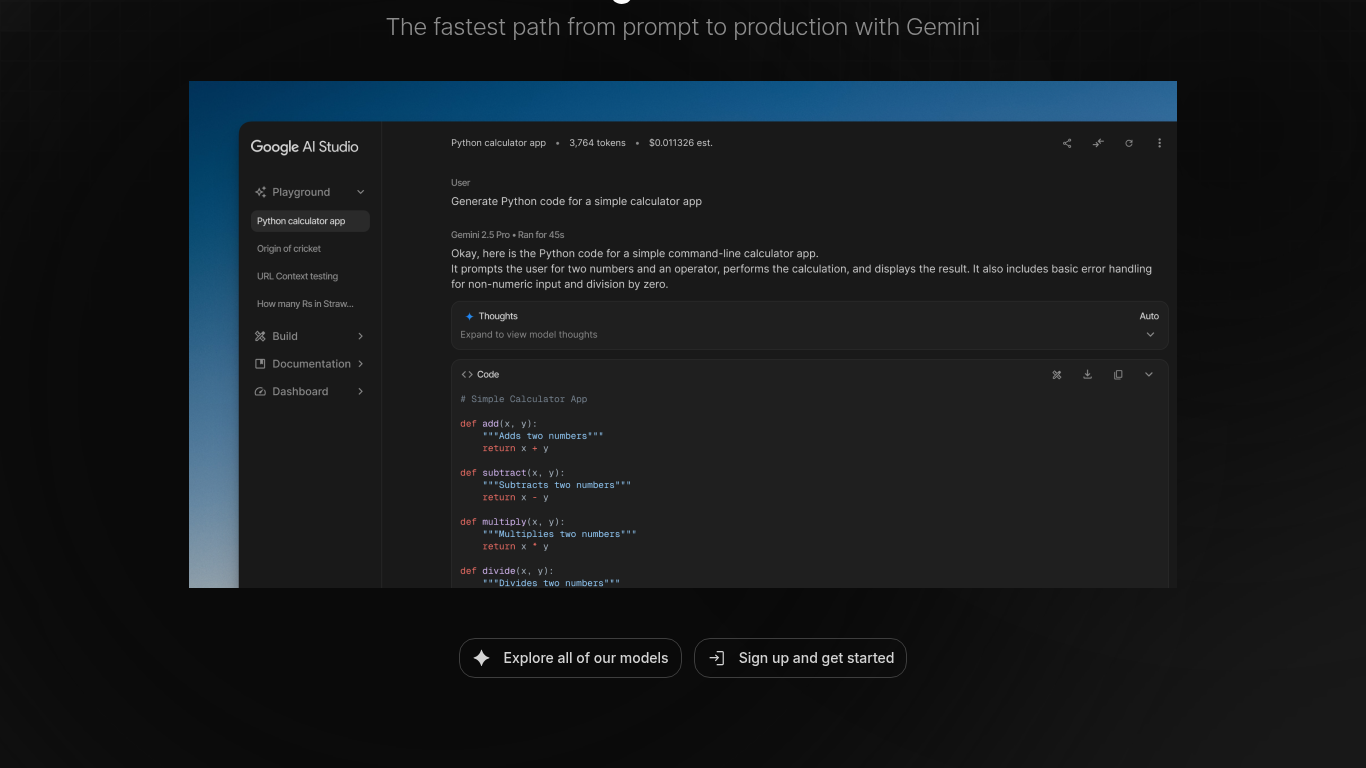 The fastest path from prompt to production with Gemini
Google AI Studio
Playground
Python calculator app
Origin of cricket
URL Context testing
How many Rs in Straw...
Build
Documentation
Dashboard
Python calculator app • 3,764 tokens • $0.011326 est.
User
Generate Python code for a simple calculator app
Gemini 2.5 Pro • Ran for 45s
Okay, here is the Python code for a simple command-line calculator app.
It prompts the user for two numbers and an operator, performs the calculation, and displays the result. It also includes basic error handling
for non-numeric input and division by zero.
Thoughts
Auto
Expand to view model thoughts
<> Code
# Simple Calculator App
def add(x, y):
"""Adds two numbers"""
return x + y
def subtract(x, y):
"""Subtracts two numbers"""
return x - y
def multiply(x, y):
"""Multiplies two numbers"""
return x * y
def divide(x, y):
"""Divides two numbers"""
Explore all of our models
Sign up and get started